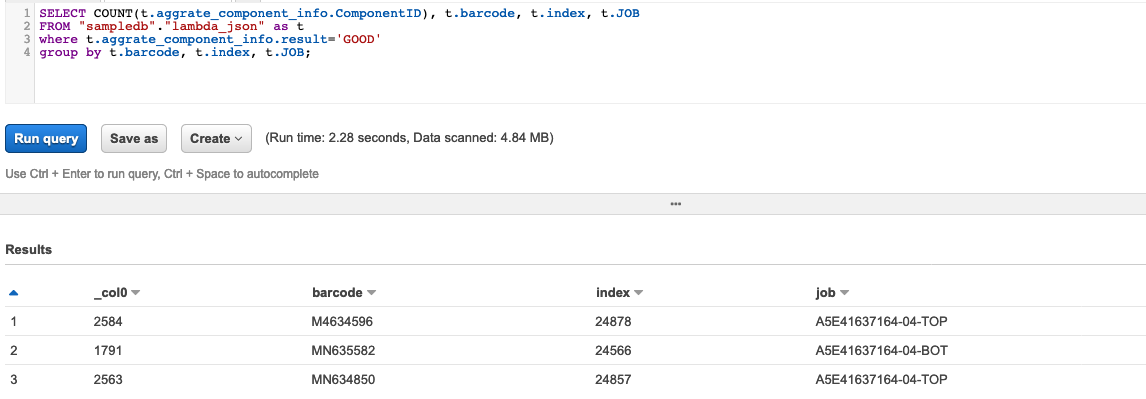 1 SELECT COUNT(t.aggrate_component_info.ComponentID), t.barcode, t.index, t.JOB
2 FROM "sampledb"."lambda_json" as t
3 where t.aggrate_component_info.result='GOOD'
4 group by t.barcode, t.index, t.JOB;
Run query Save as Create (Run time: 2.28 seconds, Data scanned: 4.84 MB)
Use Ctrl + Enter to run query, Ctrl + Space to autocomplete
Results
_col0 barcode index job
1 2584 M4634596 24878 A5E41637164-04-TOP
2 1791 MN635582 24566 A5E41637164-04-BOT
3 2563 MN634850 24857 A5E41637164-04-TOP